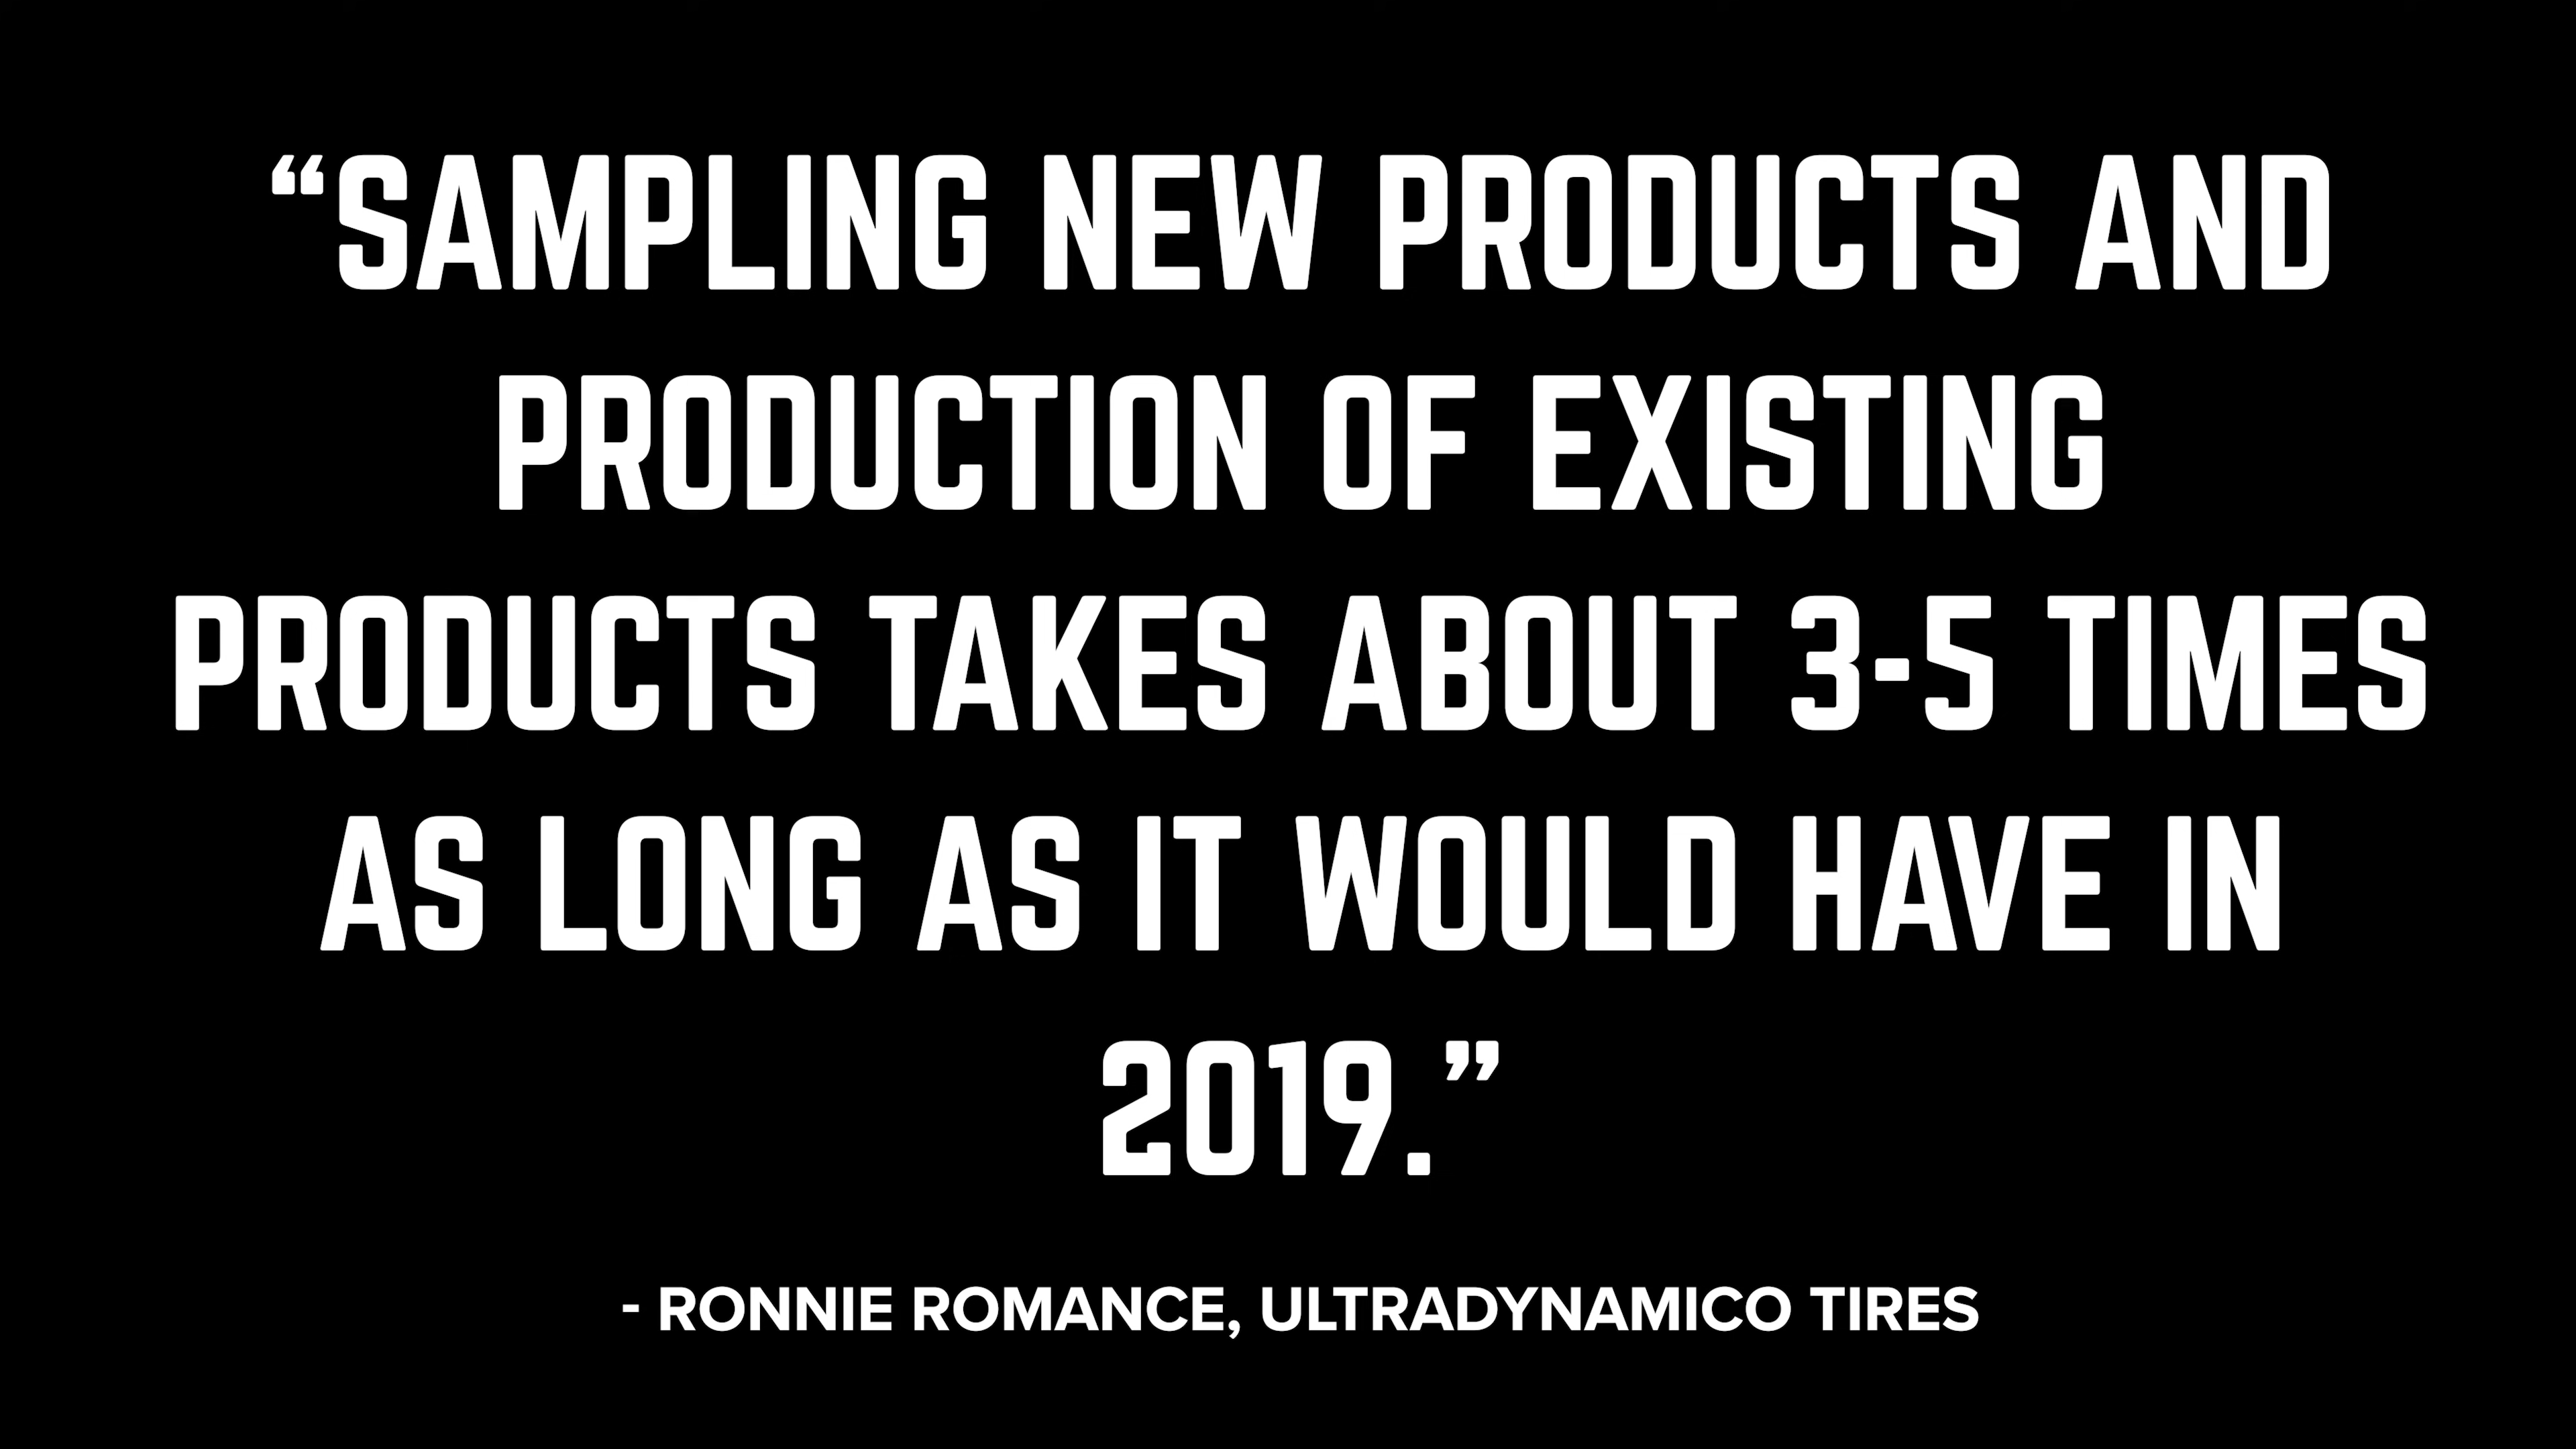 “SAMPLING NEW PRODUCTS AND
PRODUCTION OF EXISTING
PRODUCTS TAKES ABOUT 3-5 TIMES
AS LONG AS IT WOULD HAVE IN
2019.”
- RONNIE ROMANCE, ULTRADYNAMICO TIRES